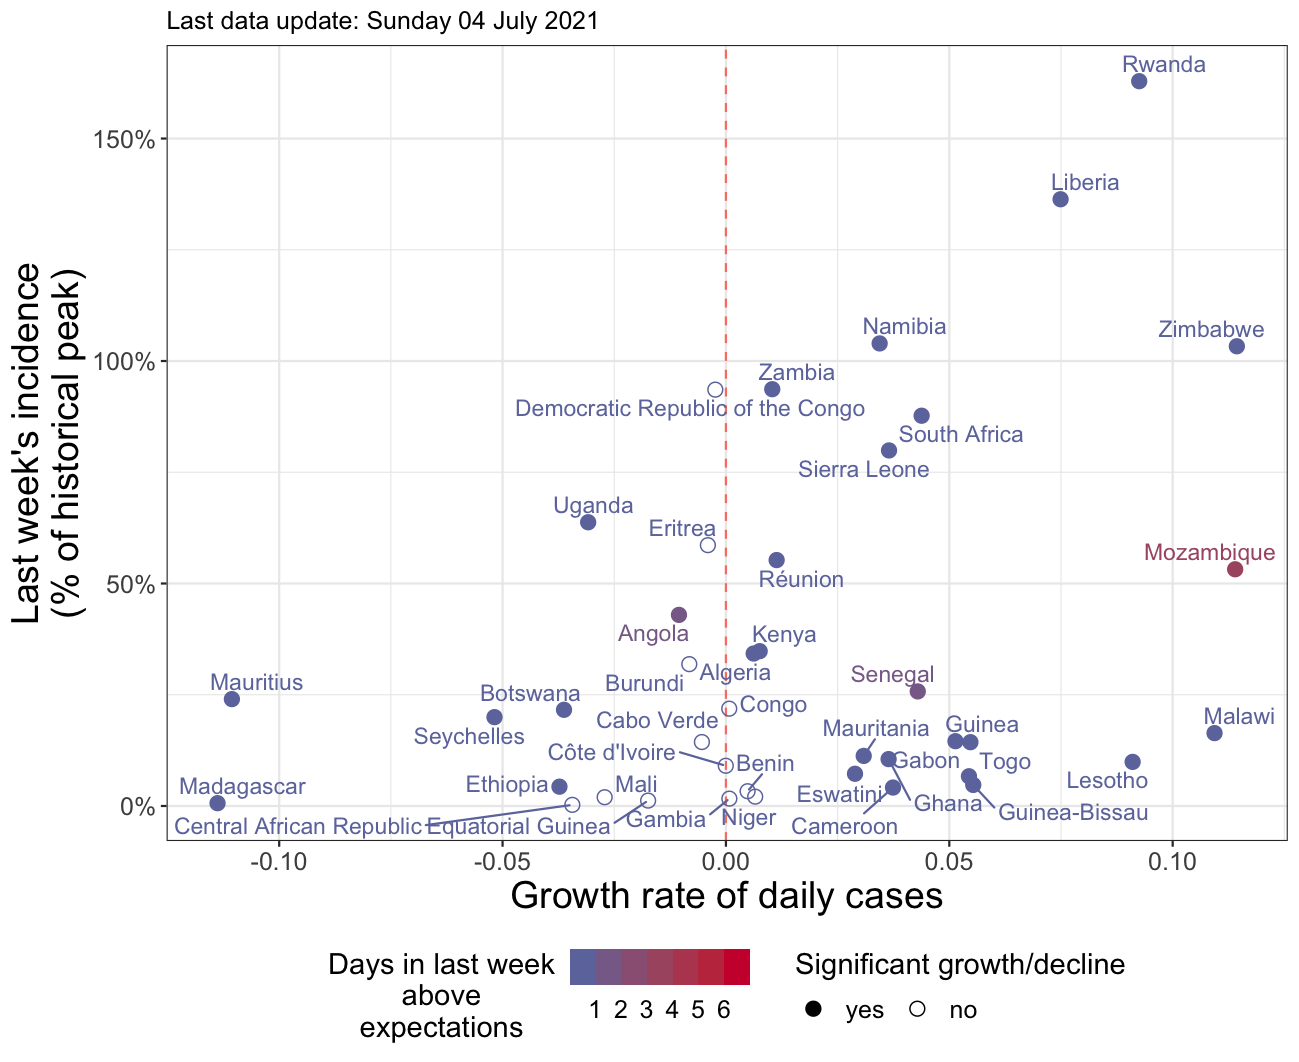 Last data update: Sunday 04 July 2021
Last week's incidence
(% of historical peak)
150%
100%
50%
0%
Rwanda
Liberia
Namibia
Zimbabwe
Zambia
Democratic Republic of the Congo
South Africa
Sierra Leone
Uganda
Eritrea
Mozambique
Réunion
Angola
Kenya
Algeria
Senegal
Mauritius
Burundi
Botswana
Congo
Malawi
Cabo Verde
Mauritania
Guinea
Seychelles
Côte d'Ivoire
Benin
Gabon
Togo
Lesotho
Madagascar
Ethiopia
Mali
Eswatini
Ghana
Guinea-Bissau
Central African Republic
Equatorial Guinea
Gambia
Niger
Cameroon
-0.10
-0.05
0.00
0.05
0.10
Growth rate of daily cases
Days in last week
above
expectations
1 2 3 4 5 6
Significant growth/decline
yes
no